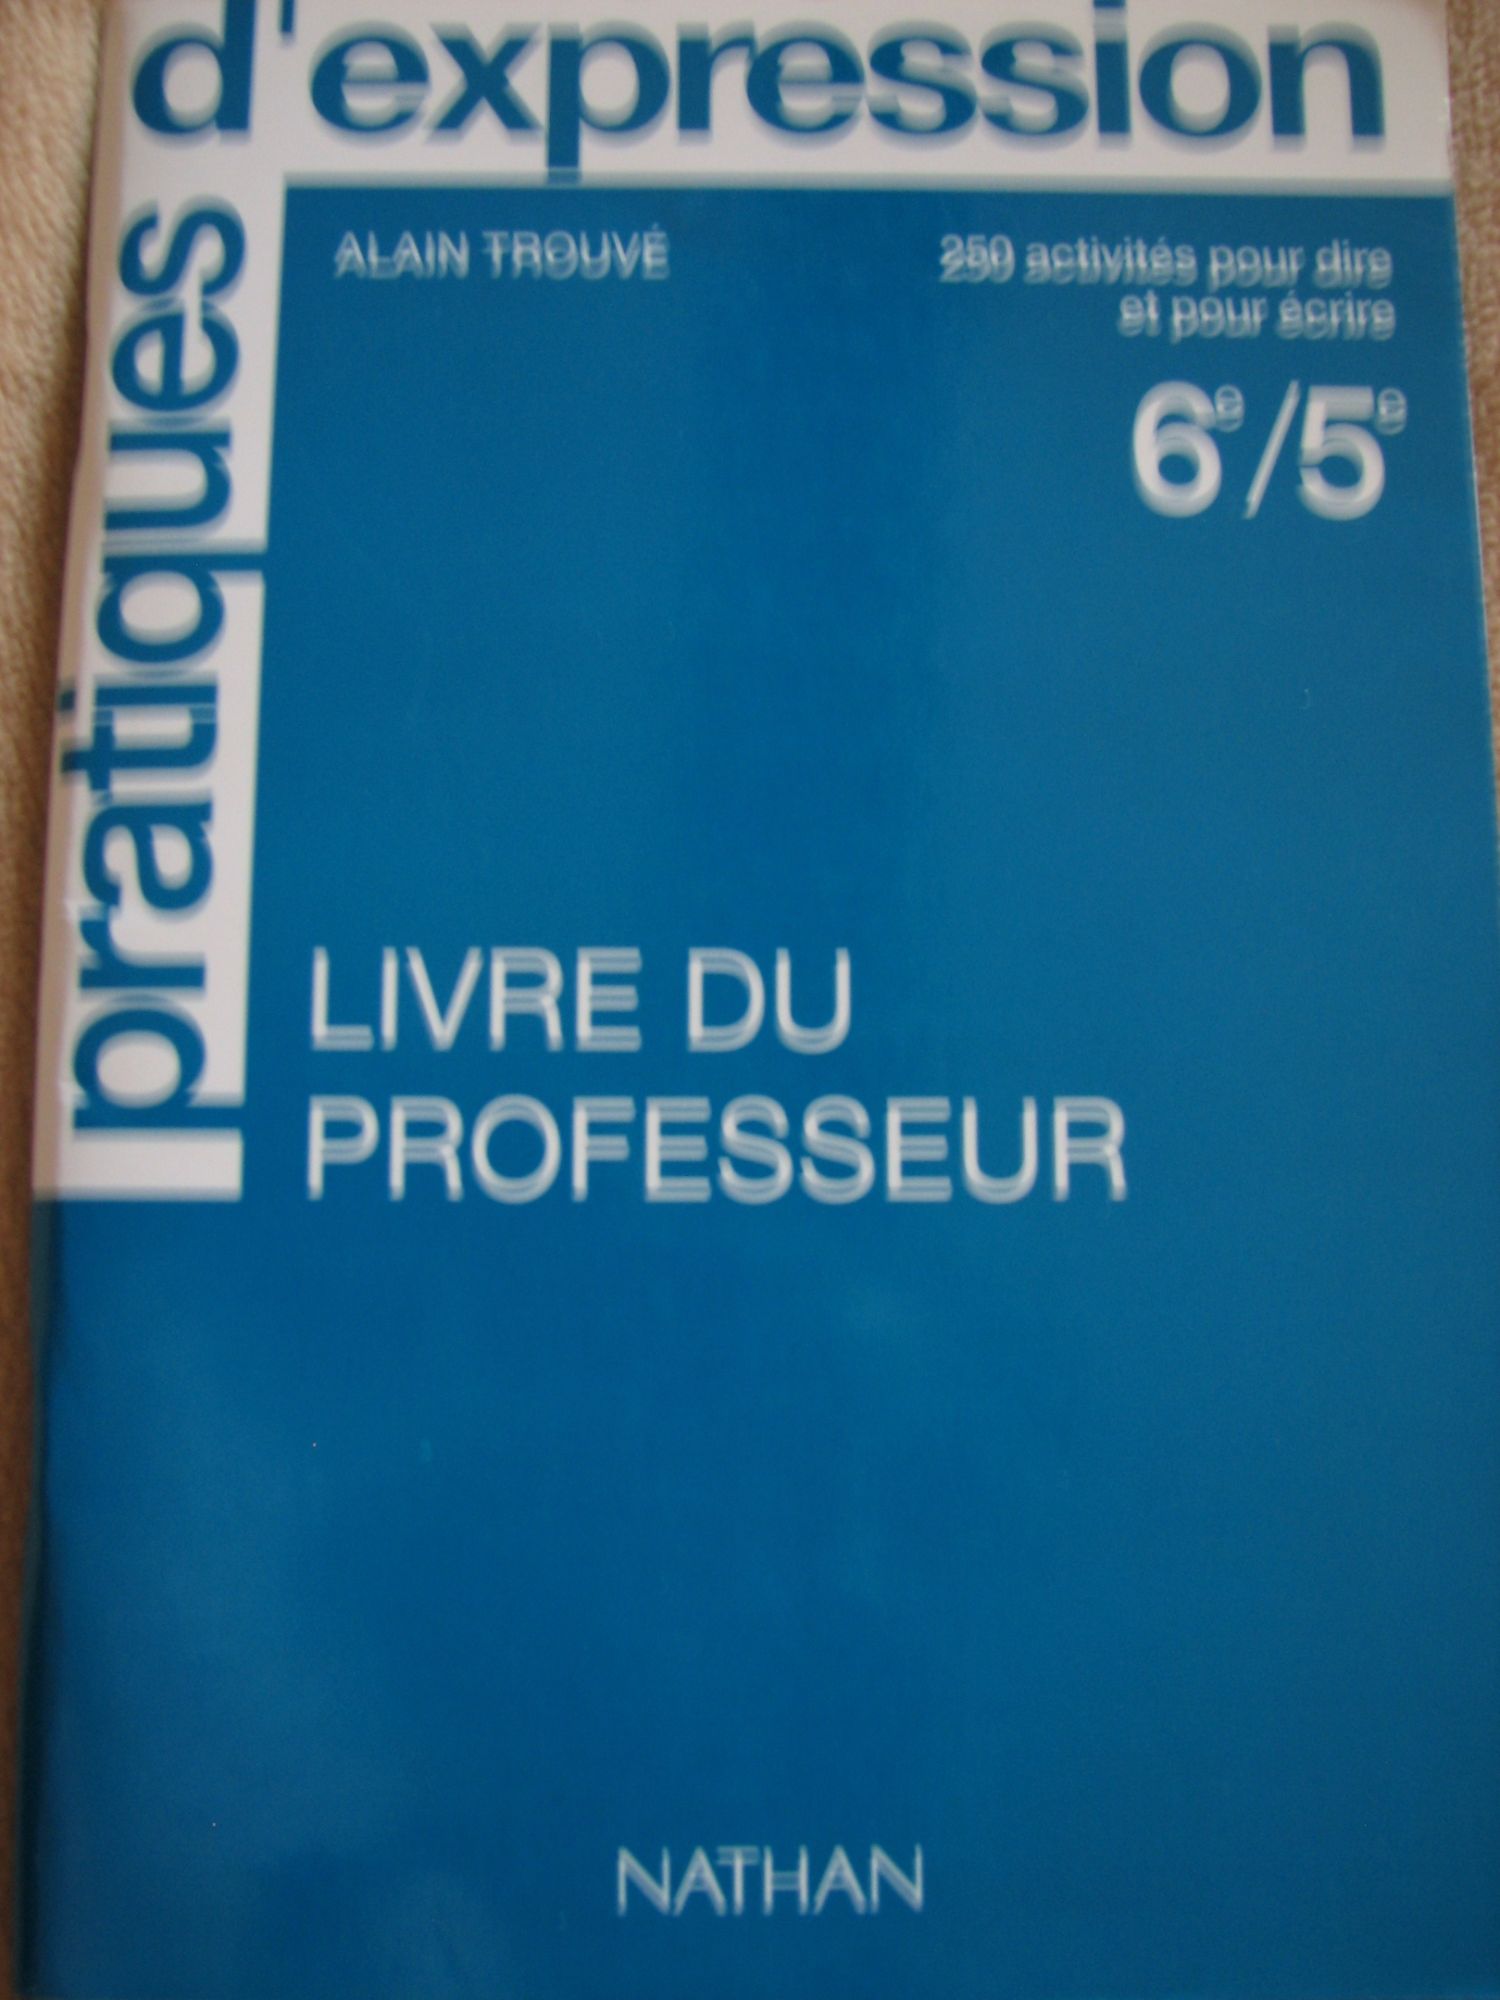 pratiques
d'expression
ALAIN TROUVÉ
250 activités pour dire
et pour écrire
6e/5e
LIVRE DU
PROFESSEUR
NATHAN